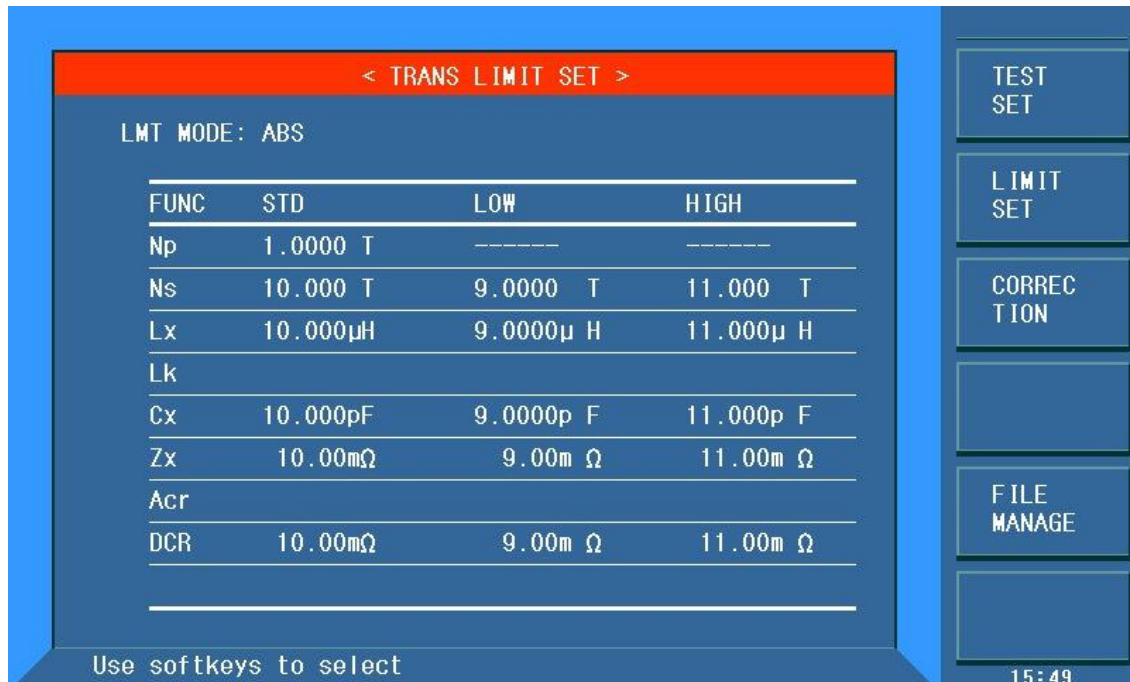 < TRANS LIMIT SET >
LMT MODE: ABS
FUNC STD LOW HIGH
Np 1.0000 T ------ ------
Ns 10.000 T 9.0000 T 11.000 T
Lx 10.000μH 9.0000μ H 11.000μ H
Lk
Cx 10.000pF 9.0000p F 11.000p F
Zx 10.00mΩ 9.00m Ω 11.00m Ω
Acr
DCR 10.00mΩ 9.00m Ω 11.00m Ω
Use softkeys to select
TEST
SET
LIMIT
SET
CORREC
TION
FILE
MANAGE
15:49